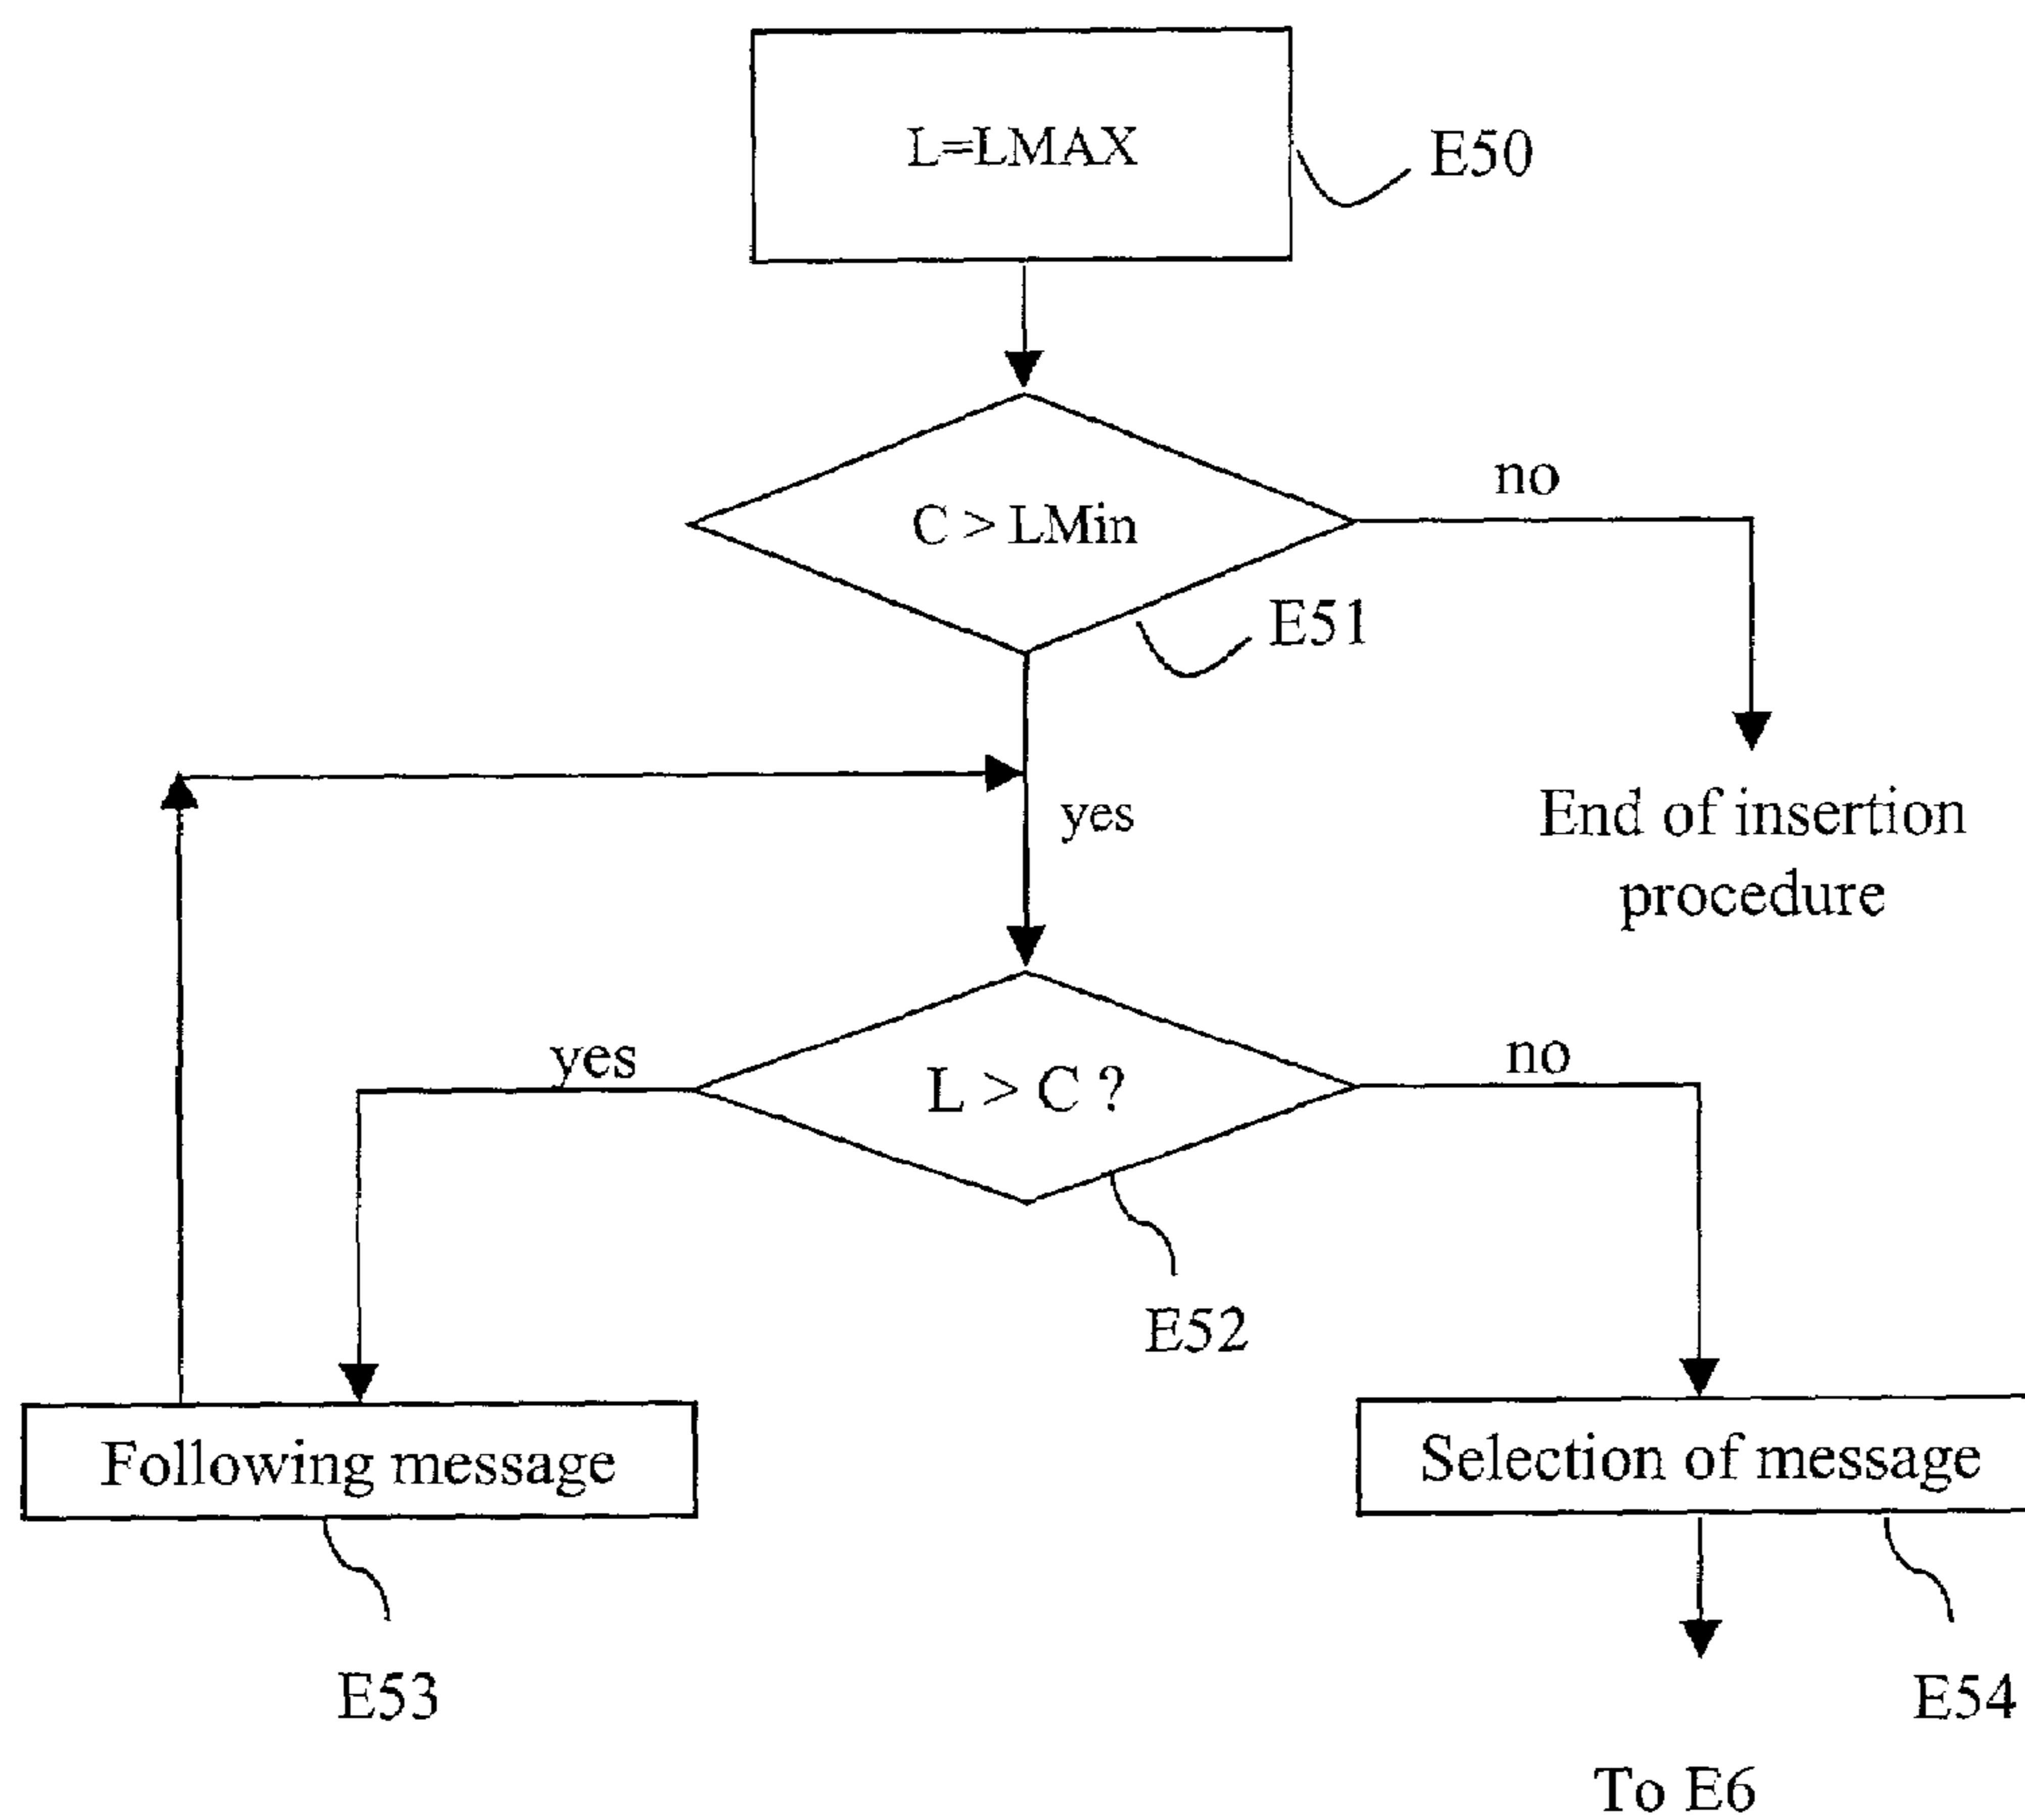 L=LMAX
E50
C > LMin
no
E51
yes
End of insertion
procedure
yes
L > C ?
no
E52
Following message
Selection of message
E53
E54
To E6